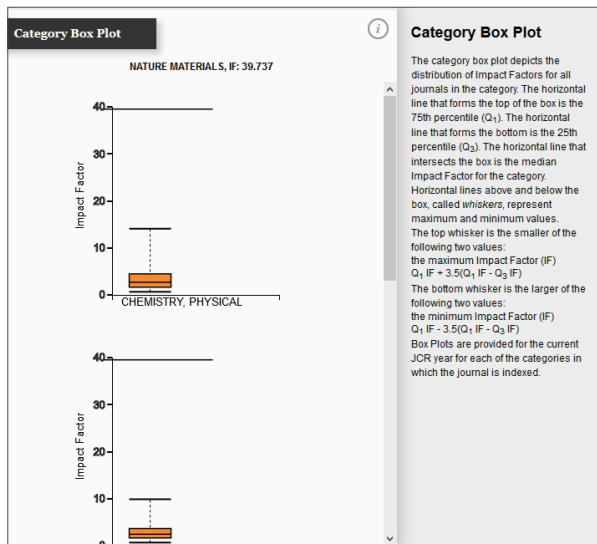 Category Box Plot
i
NATURE MATERIALS, IF: 39.737
40
30
20
10
0
Impact Factor
CHEMISTRY, PHYSICAL
40
30
20
10
0
Impact Factor
Category Box Plot
The category box plot depicts the
distribution of Impact Factors for all
journals in the category. The horizontal
line that forms the top of the box is the
75th percentile (Q1). The horizontal
line that forms the bottom is the 25th
percentile (Q3). The horizontal line that
intersects the box is the median
Impact Factor for the category.
Horizontal lines above and below the
box, called whiskers, represent
maximum and minimum values.
The top whisker is the smaller of the
following two values:
the maximum Impact Factor (IF)
Q1 IF + 3.5(Q1 IF - Q3 IF)
The bottom whisker is the larger of the
following two values:
the minimum Impact Factor (IF)
Q1 IF - 3.5(Q1 IF - Q3 IF)
Box Plots are provided for the current
JCR year for each of the categories in
which the journal is indexed.